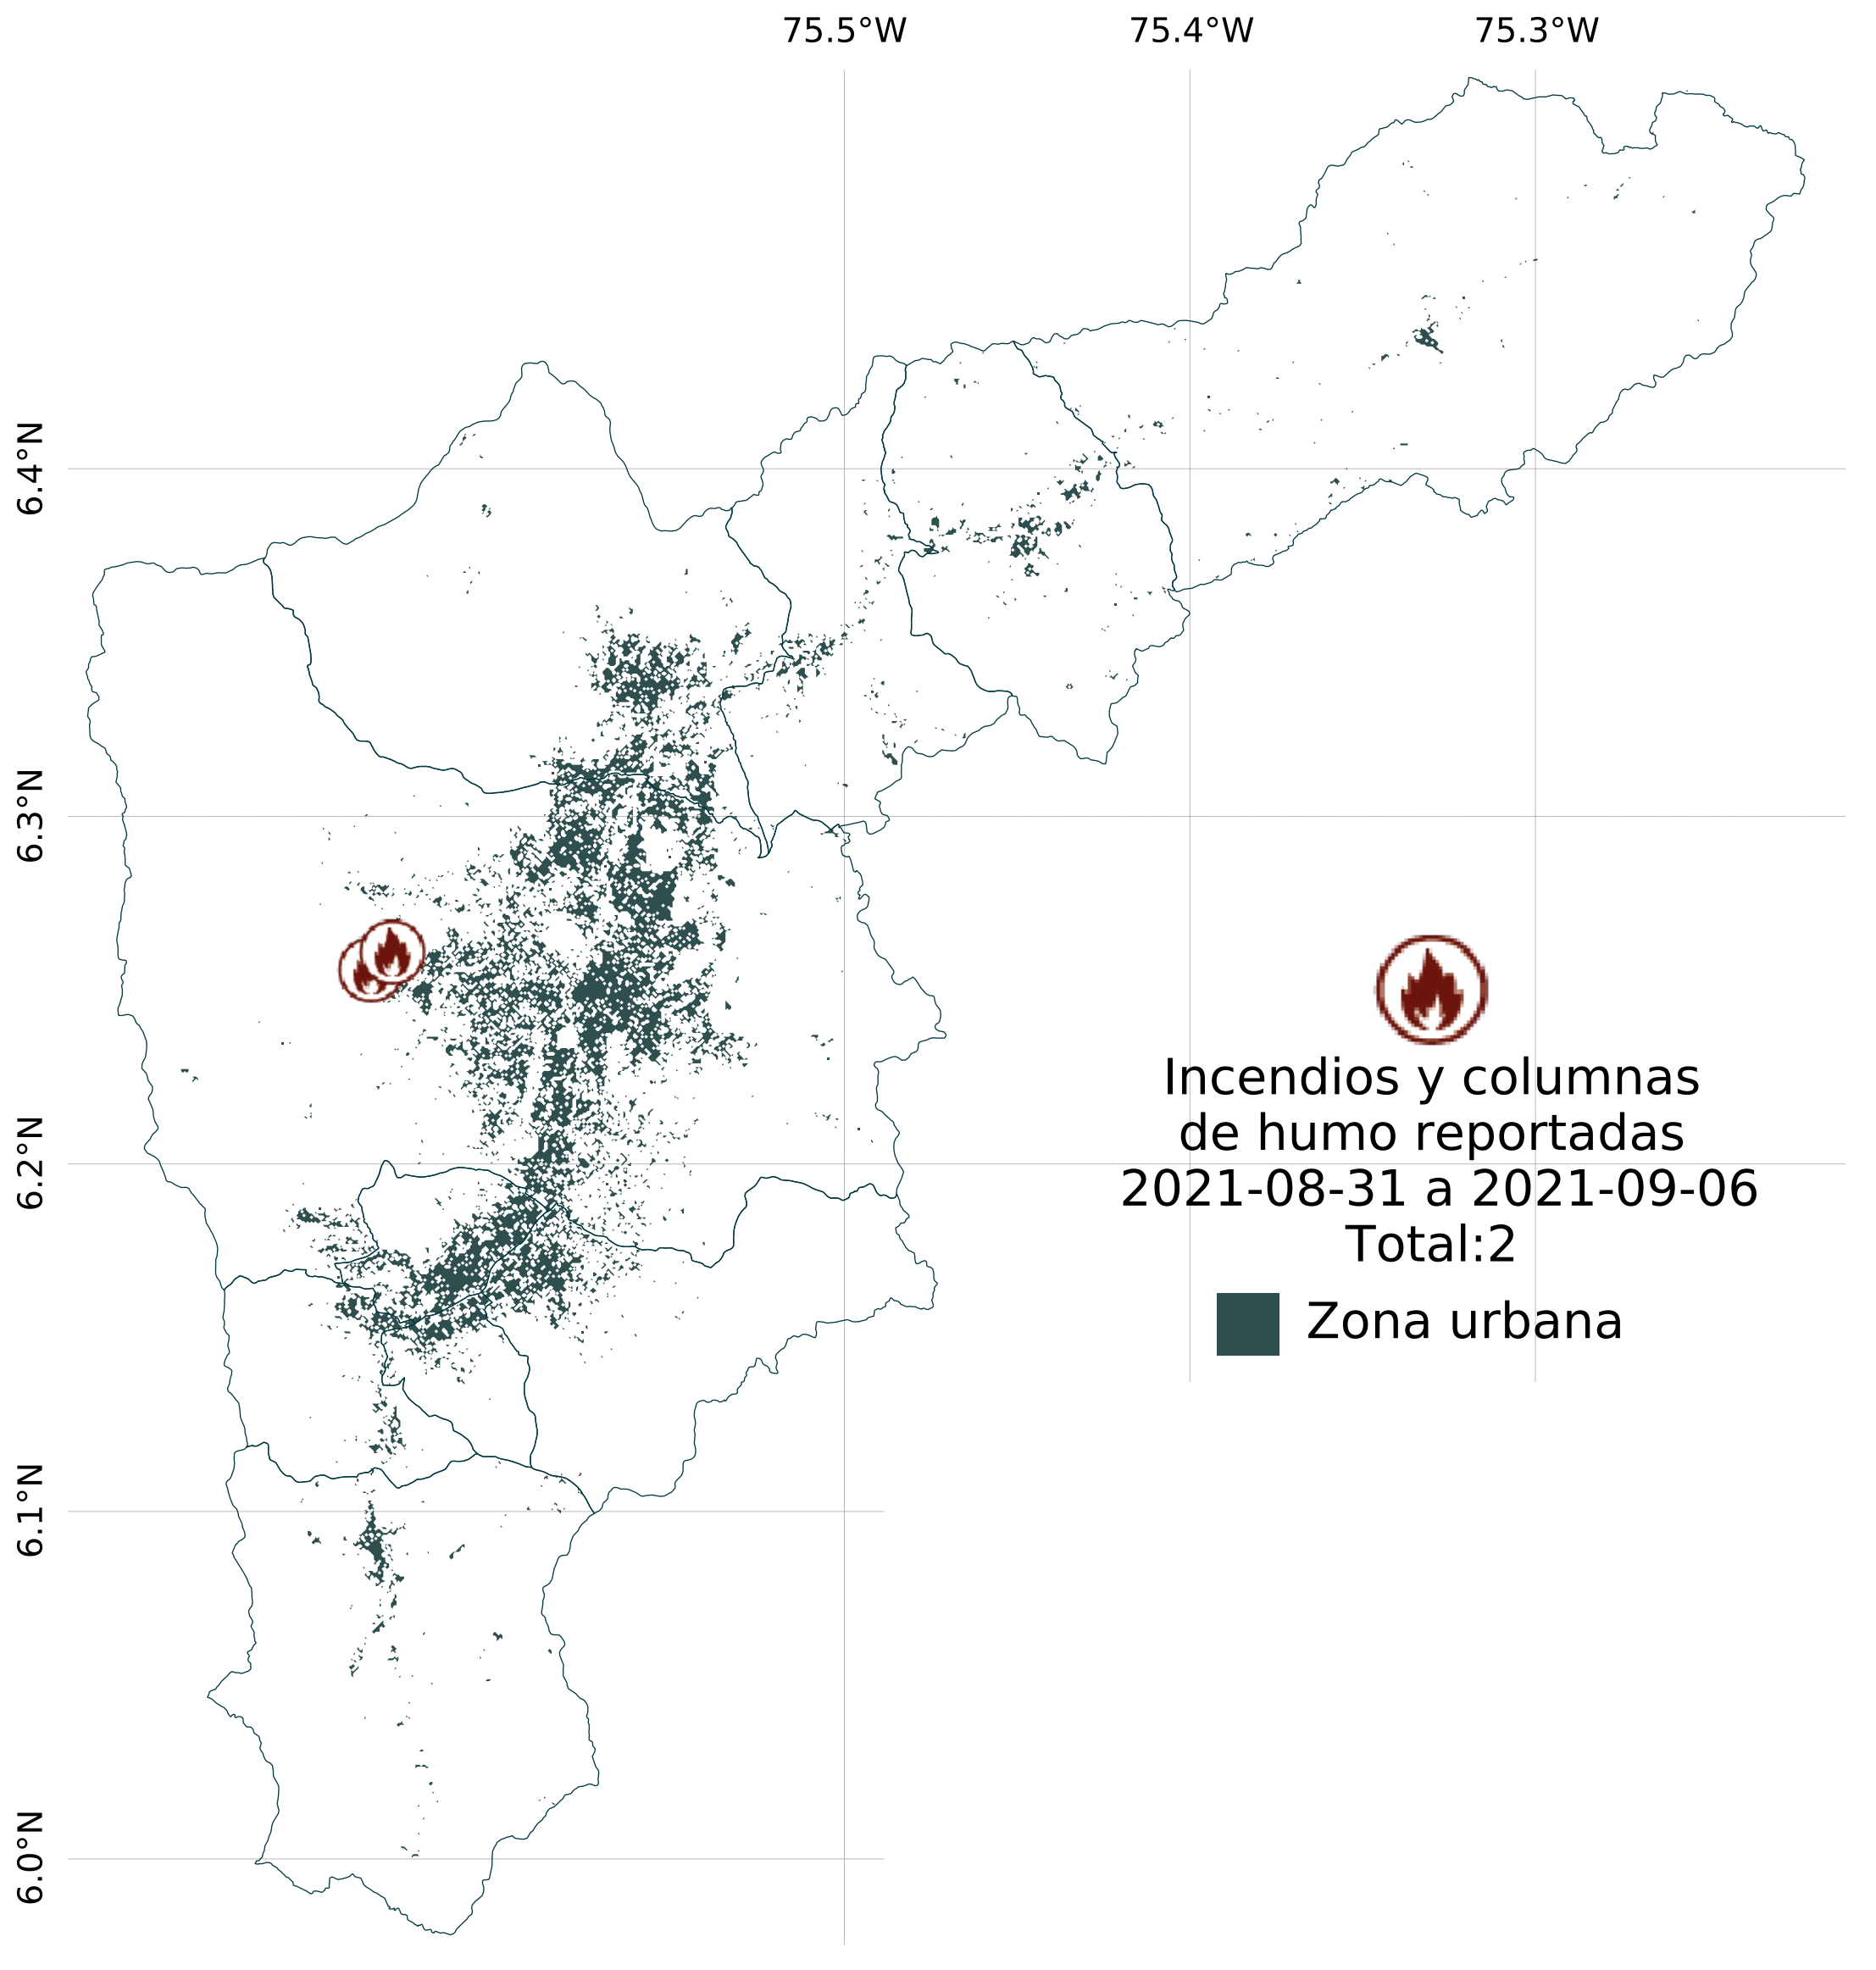 75.5°W 75.4°W 75.3°W
6.4°N
6.3°N
6.2°N
6.1°N
6.0°N
Incendios y columnas
de humo reportadas
2021-08-31 a 2021-09-06
Total:2
Zona urbana